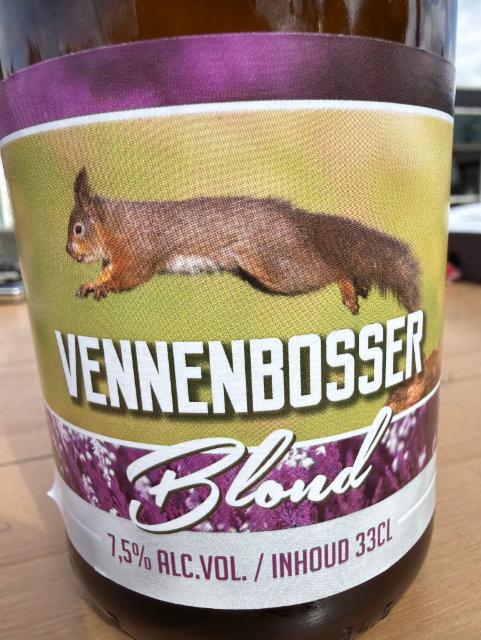 VENNENBOSSER
Blond
7,5% ALC.VOL. / INHOUD 33CL